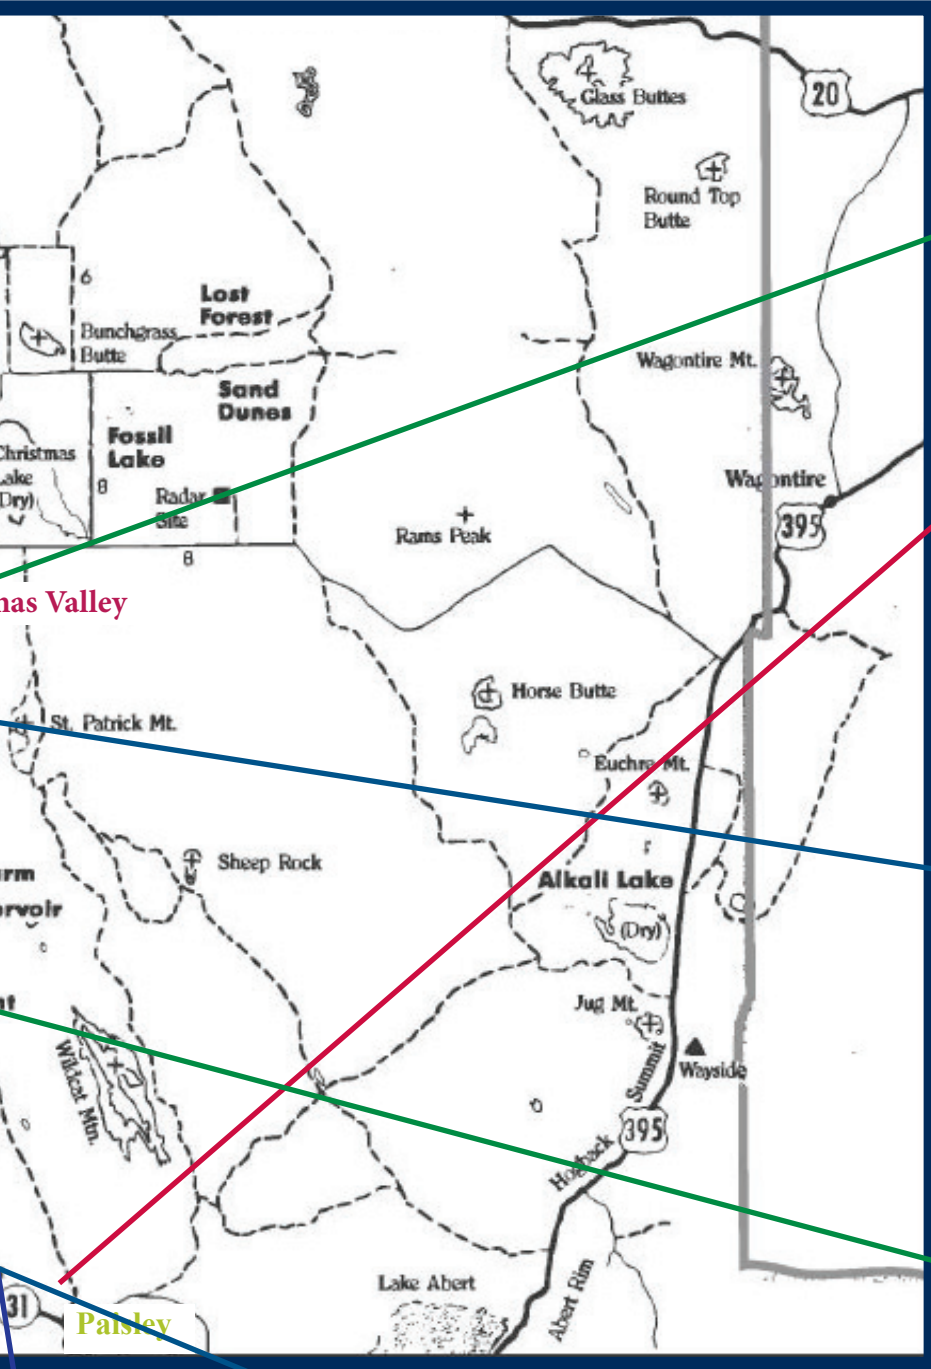 Glass Buttes
20
Round Top
Butte
6
Lost
Forest
Bunchgrass
Butte
Wagontire Mt.
Sand
Dunes
Fossil
Lake
Christmas
Lake
(Dry)
8
Radar
Site
Wagontire
395
Rams Peak
8
mas Valley
Horse Butte
St. Patrick Mt.
Euchre Mt.
Sheep Rock
Alkali Lake
(Dry)
Jug Mt.
Summit
Wayside
Wildcat Mtn.
395
Hogback
Lake Abert
Abert Rim
31
Paisley